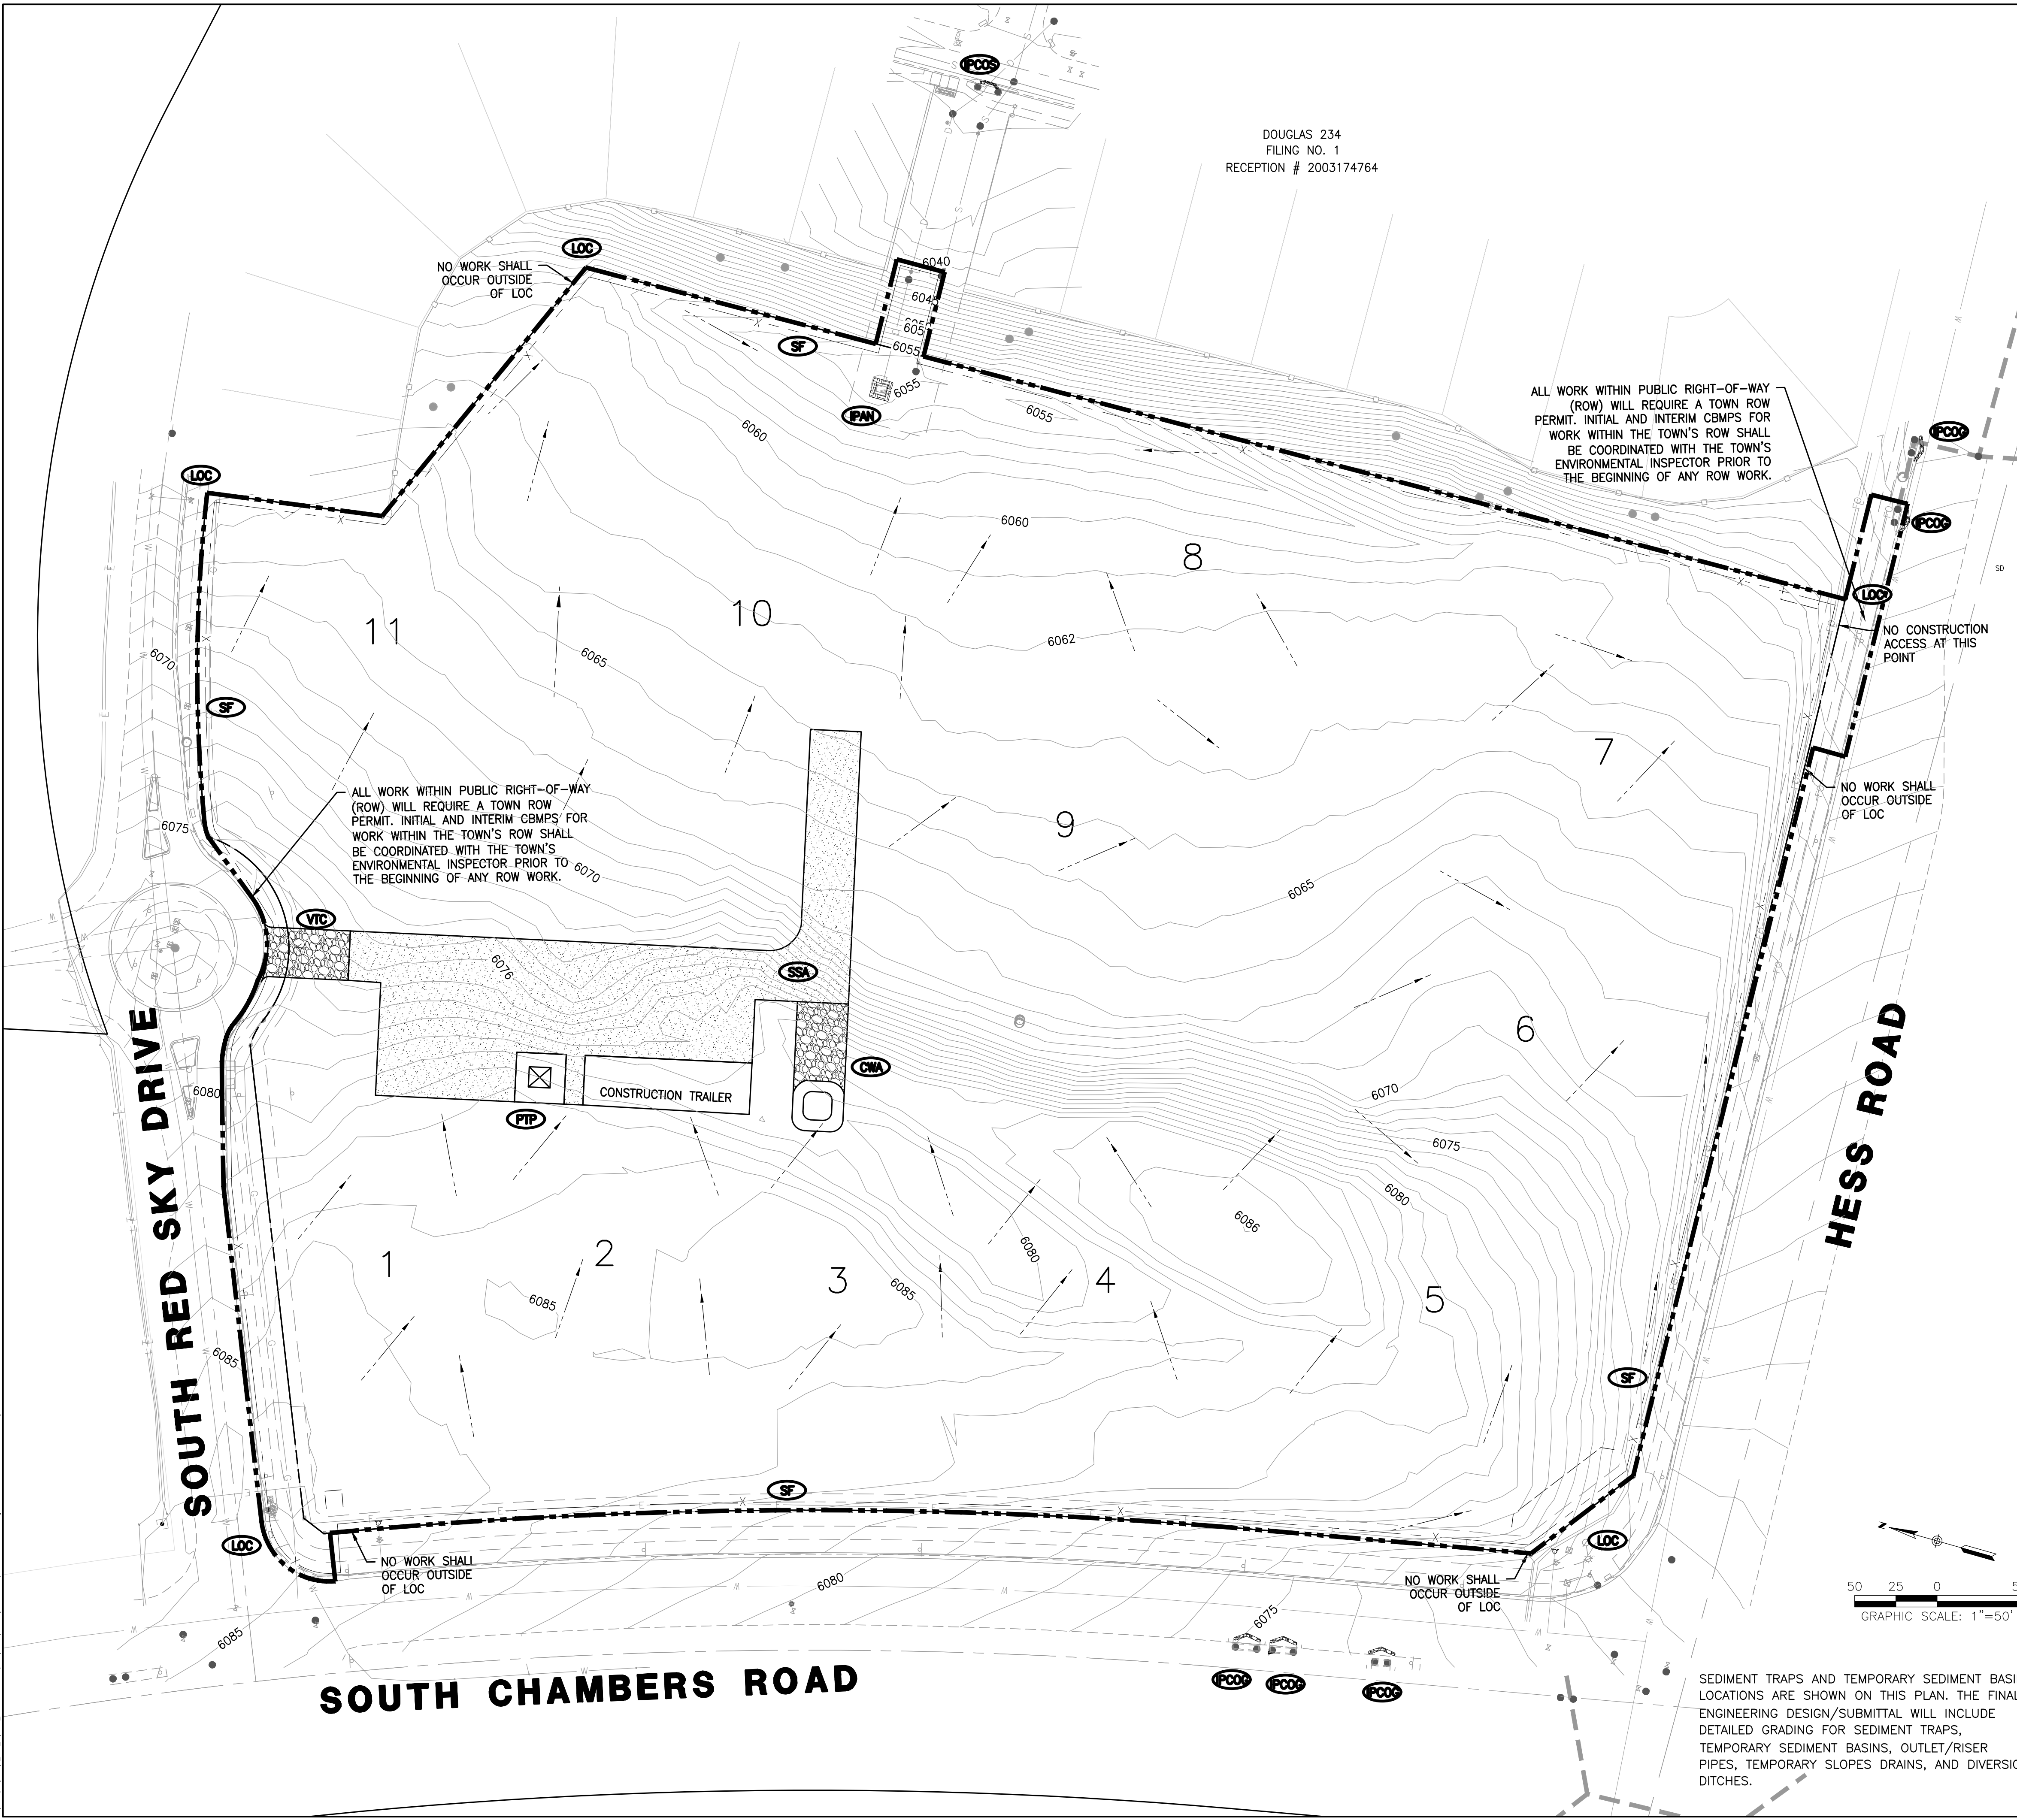 IPCOS
DOUGLAS 234
FILING NO. 1
RECEPTION # 2003174764
LOC
NO WORK SHALL
OCCUR OUTSIDE
OF LOC
6040
6055
SF
6055
IPAN
6055
6060
ALL WORK WITHIN PUBLIC RIGHT-OF-WAY
(ROW) WILL REQUIRE A TOWN ROW
PERMIT. INITIAL AND INTERIM CBMPS FOR
WORK WITHIN THE TOWN'S ROW SHALL
BE COORDINATED WITH THE TOWN'S
ENVIRONMENTAL INSPECTOR PRIOR TO
THE BEGINNING OF ANY ROW WORK.
IPCOG
LOC
6060
IPCOG
8
SD
LOC
10
11
6062
NO CONSTRUCTION
ACCESS AT THIS
POINT
6070
6065
SF
7
NO WORK SHALL
OCCUR OUTSIDE
OF LOC
ALL WORK WITHIN PUBLIC RIGHT-OF-WAY
(ROW) WILL REQUIRE A TOWN ROW
PERMIT. INITIAL AND INTERIM CBMPS FOR
WORK WITHIN THE TOWN'S ROW SHALL
BE COORDINATED WITH THE TOWN'S
ENVIRONMENTAL INSPECTOR PRIOR TO
THE BEGINNING OF ANY ROW WORK.
6075
9
6070
6065
VTC
6076
SSA
6
CWA
6080
CONSTRUCTION TRAILER
PTP
6070
6075
6080
HESS ROAD
SOUTH RED SKY DRIVE
6086
1
2
3
4
5
6080
6085
6085
6085
SF
SF
LOC
LOC
NO WORK SHALL
OCCUR OUTSIDE
OF LOC
NO WORK SHALL
OCCUR OUTSIDE
OF LOC
6080
6075
6085
50 25 0
GRAPHIC SCALE: 1"=50'
IPCOG
IPCOG
IPCOG
SOUTH CHAMBERS ROAD
SEDIMENT TRAPS AND TEMPORARY SEDIMENT BASI
LOCATIONS ARE SHOWN ON THIS PLAN. THE FINAL
ENGINEERING DESIGN/SUBMITTAL WILL INCLUDE
DETAILED GRADING FOR SEDIMENT TRAPS,
TEMPORARY SEDIMENT BASINS, OUTLET/RISER
PIPES, TEMPORARY SLOPES DRAINS, AND DIVERSIO
DITCHES.